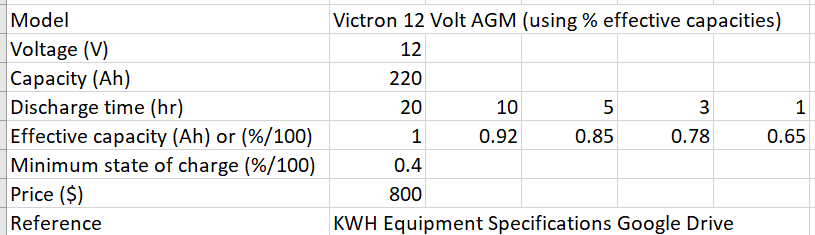 Model Victron 12 Volt AGM (using % effective capacities)
Voltage (V) 12
Capacity (Ah) 220
Discharge time (hr) 20 10 5 3 1
Effective capacity (Ah) or (%/100) 1 0.92 0.85 0.78 0.65
Minimum state of charge (%/100) 0.4
Price ($) 800
Reference KWH Equipment Specifications Google Drive